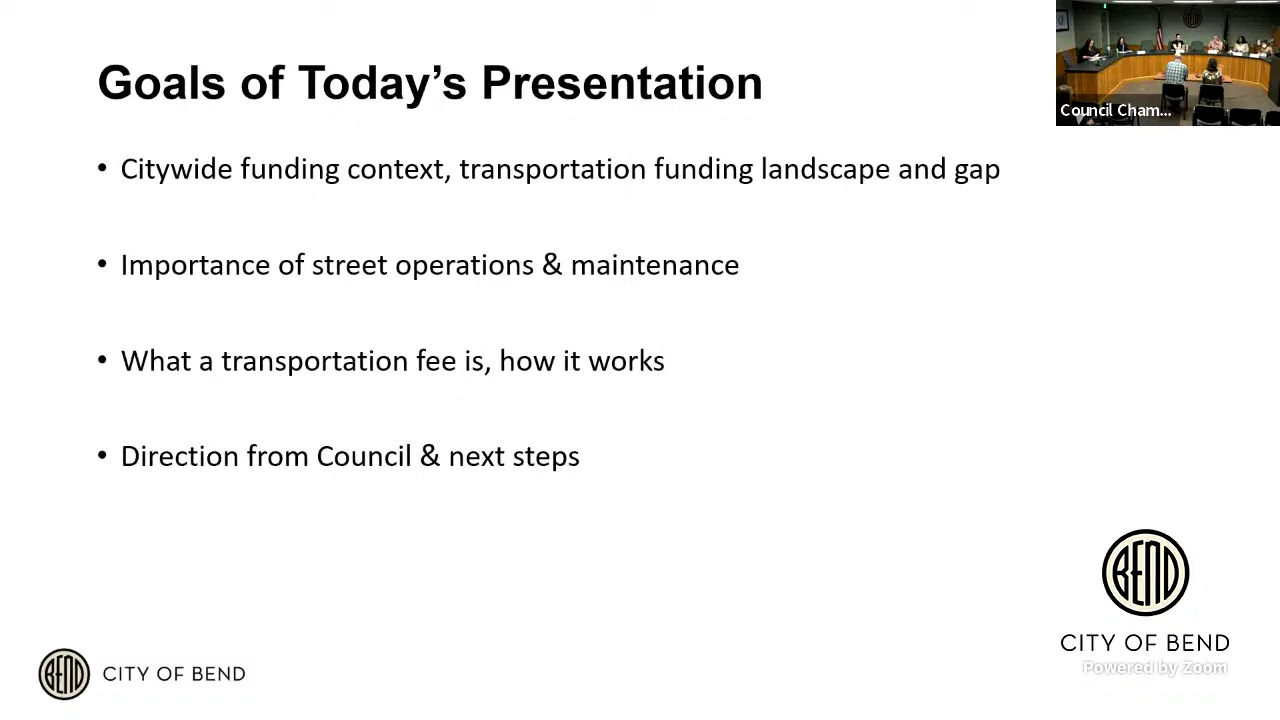 Goals of Today's Presentation
Council Cham...
• Citywide funding context, transportation funding landscape and gap
• Importance of street operations & maintenance
• What a transportation fee is, how it works
• Direction from Council & next steps
BEND
CITY OF BEND
Powered by Zoom
BEND
CITY OF BEND